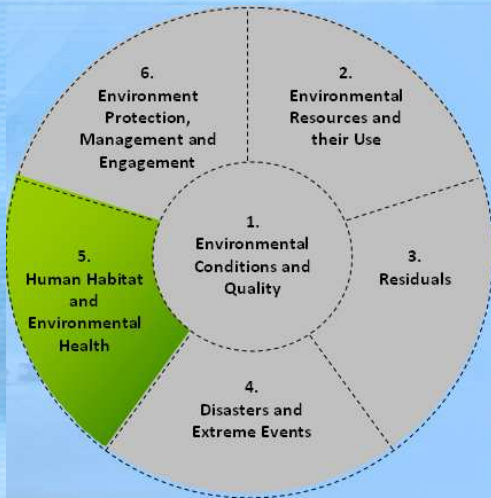 1.
Environmental
Conditions and
Quality
2.
Environmental
Resources and
their Use
3.
Residuals
4.
Disasters and
Extreme Events
5.
Human Habitat
and
Environmental
Health
6.
Environment
Protection,
Management and
Engagement